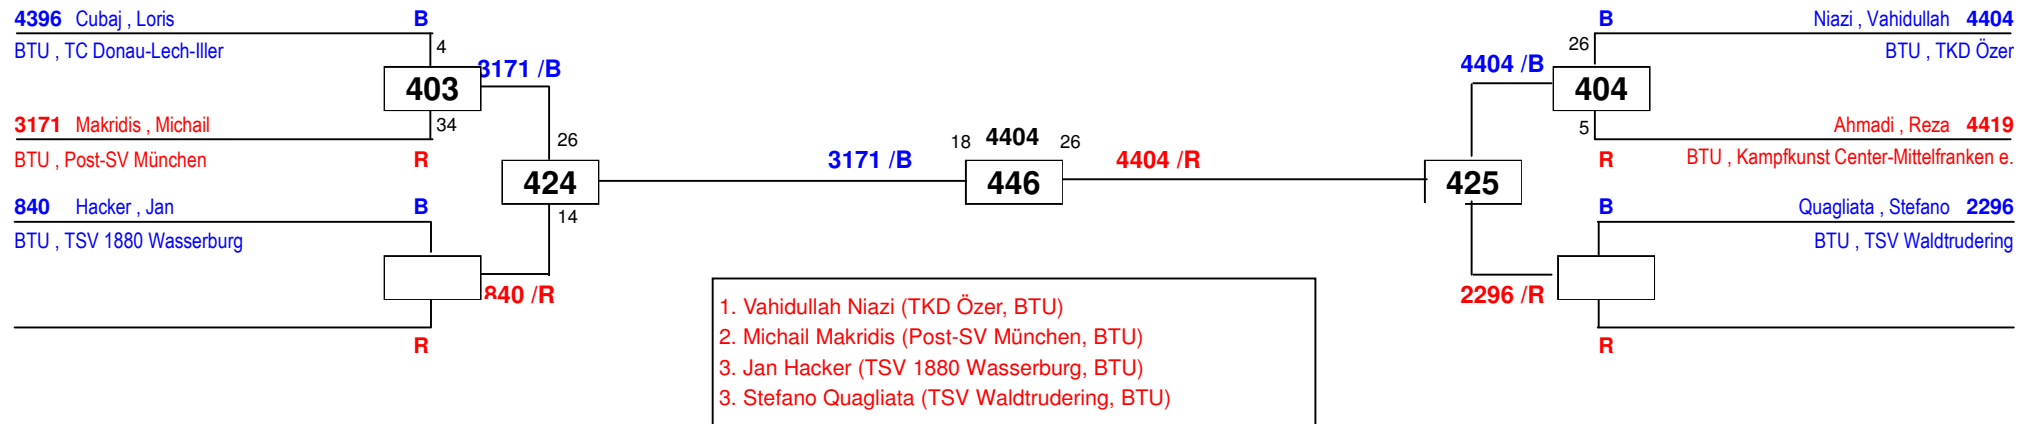 4396 Cubaj , Loris B
BTU , TC Donau-Lech-Iller
4
403
3171 /B
34
3171 Makridis , Michail
BTU , Post-SV München R
26
424
14
840 Hacker , Jan B
BTU , TSV 1880 Wasserburg
840 /R
R
3171 /B
18 4404 26
446
4404 /R
B Niazi , Vahidullah 4404
26 BTU , TKD Özer
4404 /B
404
5
Ahmadi , Reza 4419
R BTU , Kampfkunst Center-Mittelfranken e.
425
B Quagliata , Stefano 2296
BTU , TSV Waldtrudering
2296 /R
R
1. Vahidullah Niazi (TKD Özer, BTU)
2. Michail Makridis (Post-SV München, BTU)
3. Jan Hacker (TSV 1880 Wasserburg, BTU)
3. Stefano Quagliata (TSV Waldtrudering, BTU)